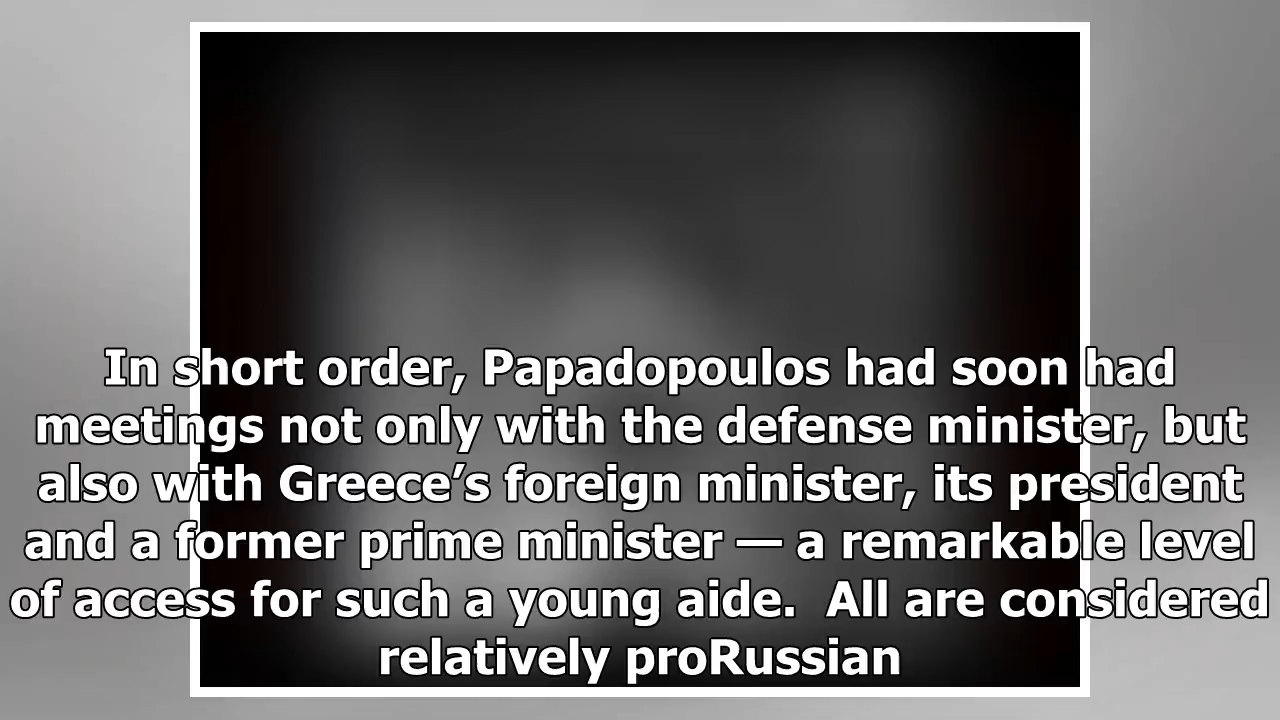 In short order, Papadopoulos had soon had
meetings not only with the defense minister, but
also with Greece’s foreign minister, its president
and a former prime minister — a remarkable level
of access for such a young aide.  All are considered
relatively proRussian